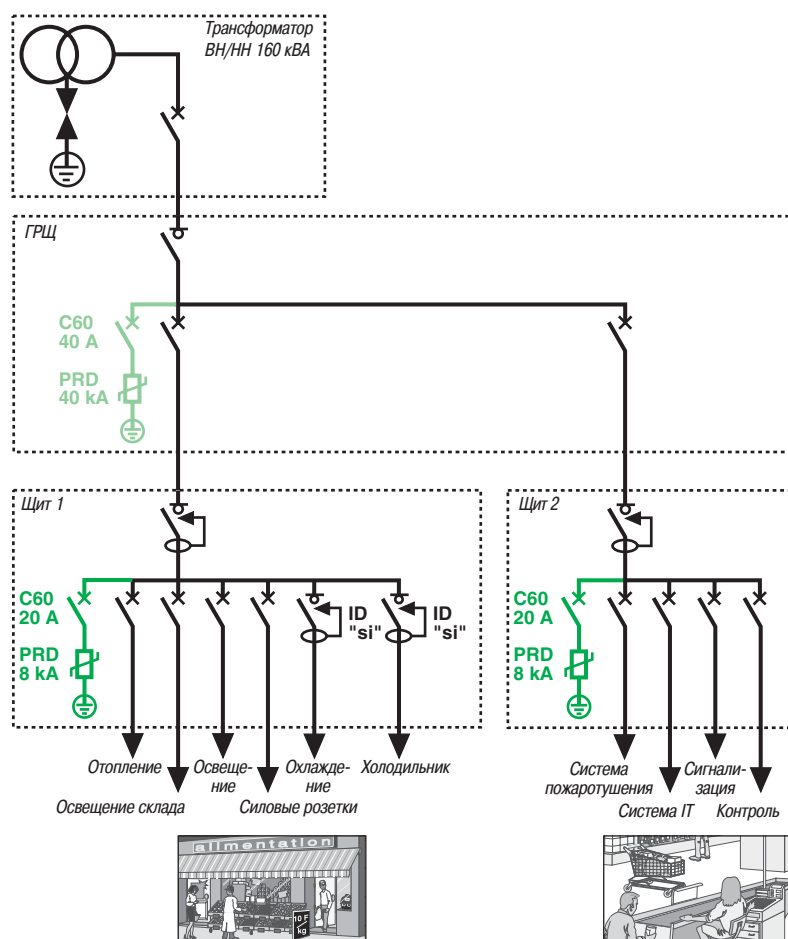 Трансформатор
ВН/НН 160 кВА
ГРЩ
C60
40 A
PRD
40 kA
Щит 1
Щит 2
C60
20 A
ID
"si"
ID
"si"
C60
20 A
PRD
8 kA
PRD
8 kA
Отопление
Освеще-
ние
Охлажде-
ние
Холодильник
Освещение склада
Силовые розетки
Система
пожаротушения
Сигнали-
зация
Система IT
Контроль
alimentation
10 F
kg